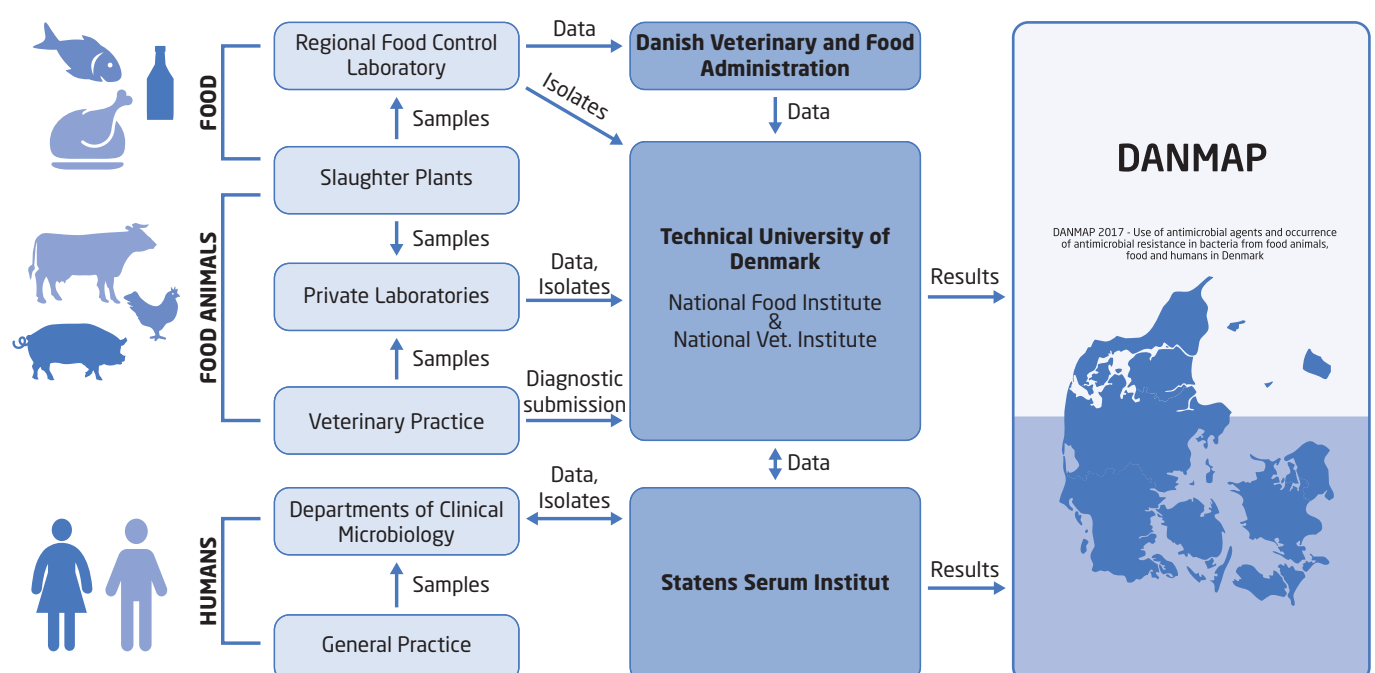 FOOD
FOOD ANIMALS
HUMANS
Regional Food Control
Laboratory
Samples
Slaughter Plants
Samples
Private Laboratories
Samples
Veterinary Practice
Departments of Clinical
Microbiology
Samples
General Practice
Data
Isolates
Data,
Isolates
Diagnostic
submission
Data,
Isolates
Danish Veterinary and Food
Administration
Data
Technical University of
Denmark
National Food Institute
&
National Vet. Institute
Data
Statens Serum Institut
Results
Results
DANMAP
DANMAP 2017 - Use of antimicrobial agents and occurrence
of antimicrobial resistance in bacteria from food animals,
food and humans in Denmark